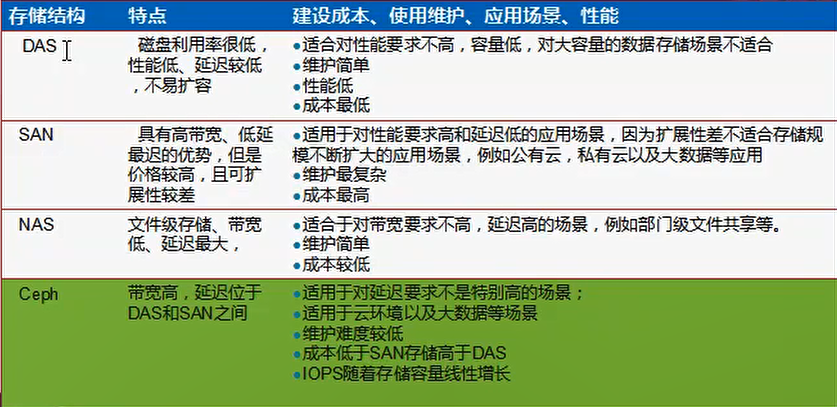 存储结构 特点 建设成本、使用维护、应用场景、性能
DAS
磁盘利用率很低，
性能低、延迟较低
，不易扩容
●适合对性能要求不高，容量低，对大容量的数据存储场景不适合
●维护简单
●性能低
●成本最低
SAN
具有高带宽、低延
最迟的优势，但是
价格较高，且可扩
展性较差
●适用于对性能要求高和延迟低的应用场景，因为扩展性差不适合存储规
模不断扩大的应用场景，例如公有云，私有云以及大数据等应用
●维护最复杂
●成本最高
NAS
文件级存储、带宽
低、延迟最大，
●适合于对带宽要求不高，延迟高的场景，例如部门级文件共享等。
●维护简单
●成本较低
Ceph
带宽高，延迟位于
DAS和SAN之间
●适用于对延迟要求不是特别高的场景；
●适用于云环境以及大数据等场景
●维护难度较低
●成本低于SAN存储高于DAS
●IOPS随着存储容量线性增长